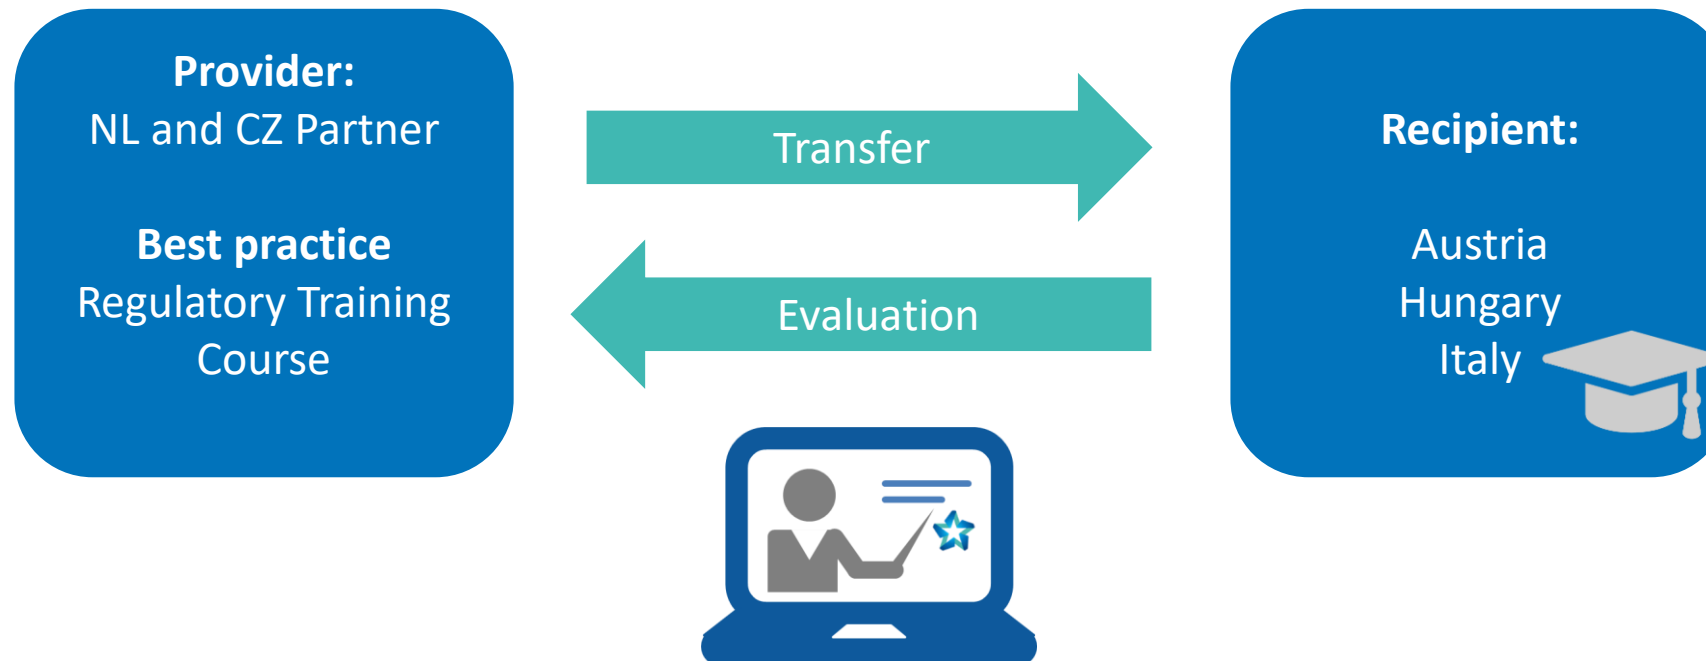 Provider:
NL and CZ Partner
Best practice
Regulatory Training
Course
Transfer
Evaluation
Recipient:
Austria
Hungary
Italy